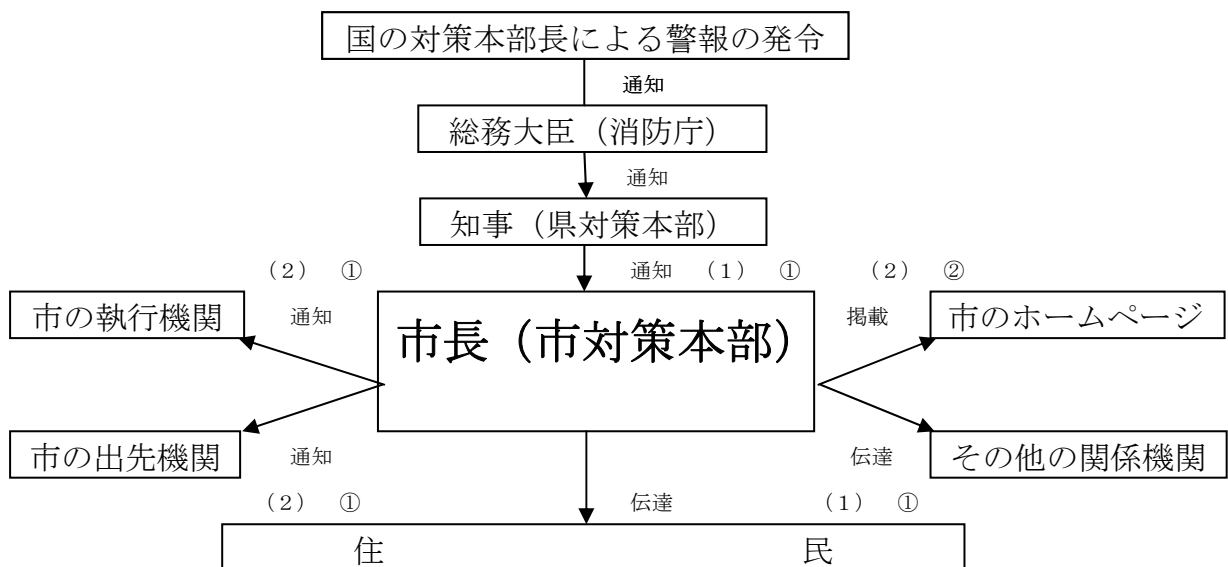 国の対策本部長による警報の発令
通知
総務大臣（消防庁）
通知
知事（県対策本部）
（２） ① 通知 （１） ① （２） ②
市の執行機関 通知 市長（市対策本部） 掲載 市のホームページ
市の出先機関 通知 伝達 その他の関係機関
（２） ① 伝達 （１） ①
住 民